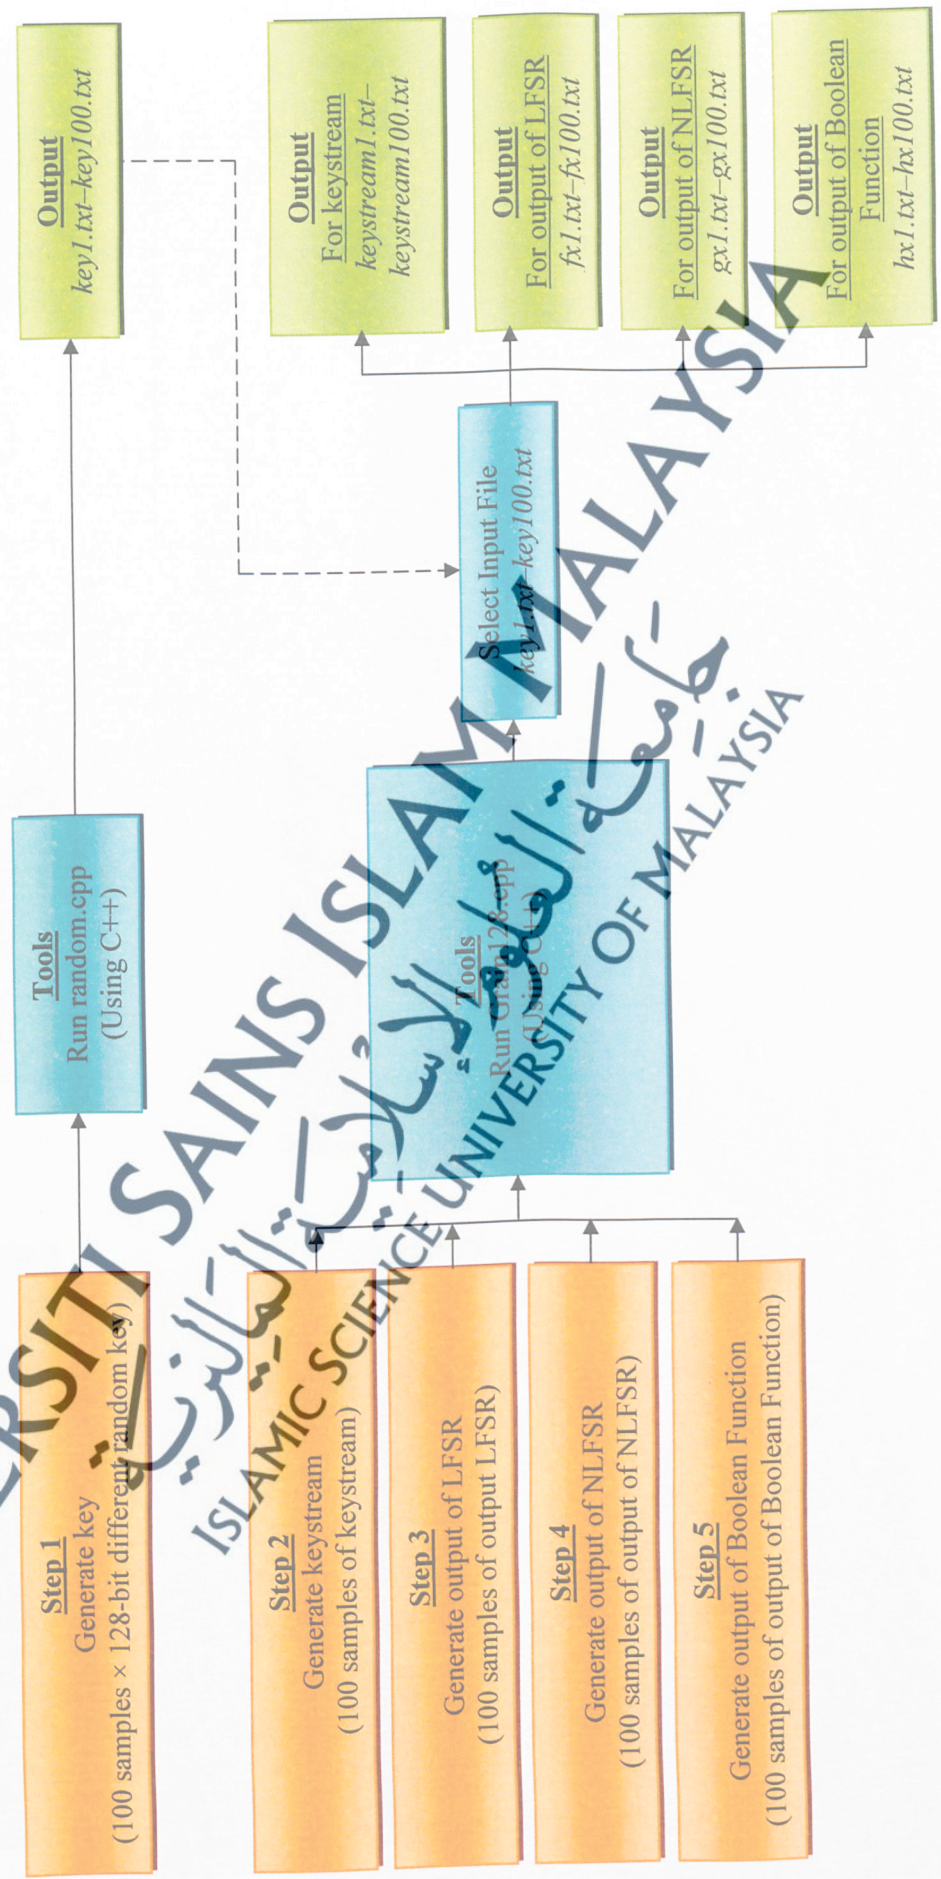 Step 1
Generate key
(100 samples × 128-bit different random key)
Tools
Run random.cpp
(Using C++)
Output
key1.txt–key100.txt
Step 2
Generate keystream
(100 samples of keystream)
Step 3
Generate output of LFSR
(100 samples of output LFSR)
Step 4
Generate output of NLFSR
(100 samples of output of NLFSR)
Step 5
Generate output of Boolean Function
(100 samples of output of Boolean Function)
Tools
Run Grain128.cpp
(Using C++)
Select Input File
key1.txt–key100.txt
Output
For keystream
keystream1.txt–
keystream100.txt
Output
For output of LFSR
fx1.txt–fx100.txt
Output
For output of NLFSR
gx1.txt–gx100.txt
Output
For output of Boolean
Function
hx1.txt–hx100.txt
SAINS ISLAM MALAYSIA
جامعة العلوم الإسلامية الماليزية
ISLAMIC SCIENCE UNIVERSITY OF MALAYSIA